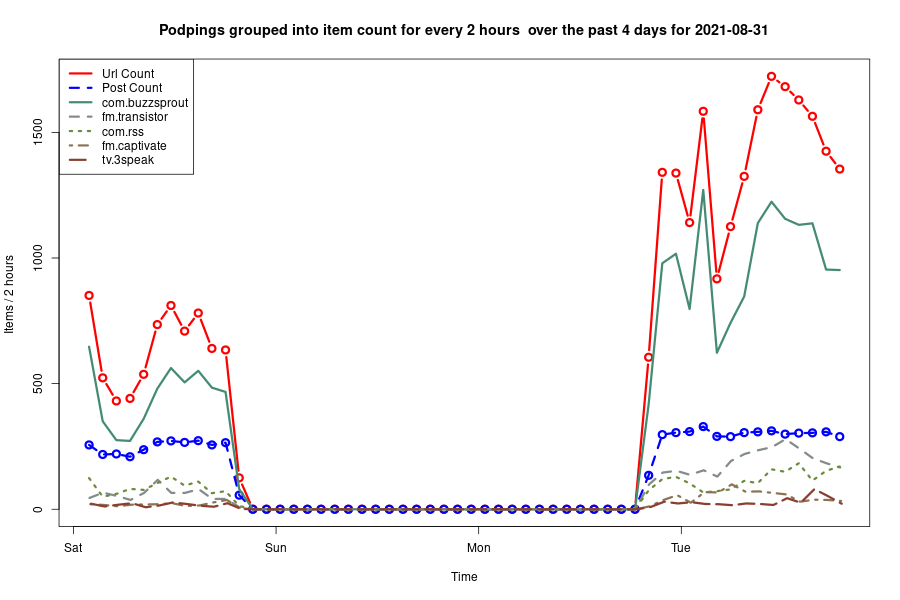 Podpings grouped into item count for every 2 hours  over the past 4 days for 2021-08-31
Url Count
Post Count
com.buzzsprout
fm.transistor
com.rss
fm.captivate
tv.3speak
Items / 2 hours
1500
1000
500
0
Sat Sun Mon Tue
Time